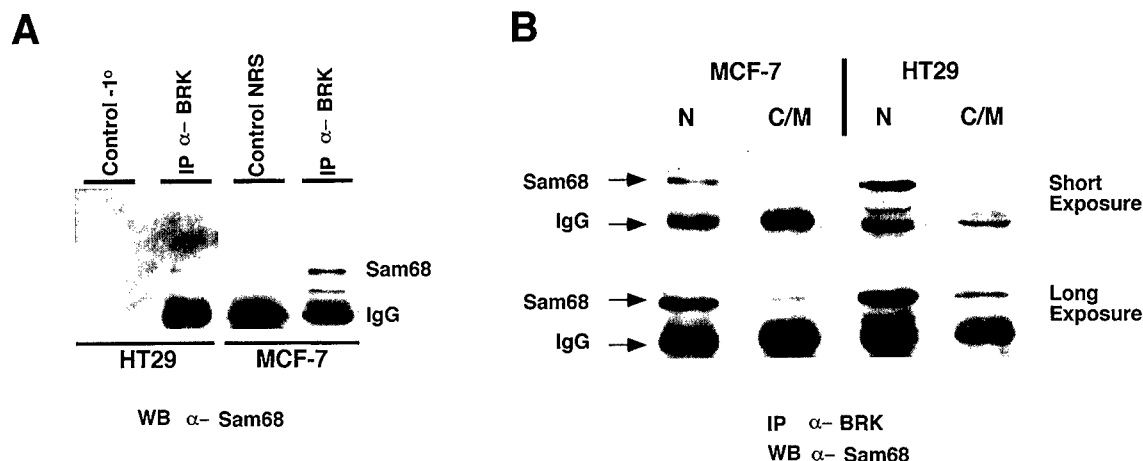 A
Control -1º
IP α- BRK
Control NRS
IP α- BRK
Sam68
IgG
HT29
MCF-7
WB α- Sam68
B
MCF-7
HT29
N
C/M
N
C/M
Sam68
IgG
Short
Exposure
Sam68
IgG
Long
Exposure
IP α- BRK
WB α- Sam68